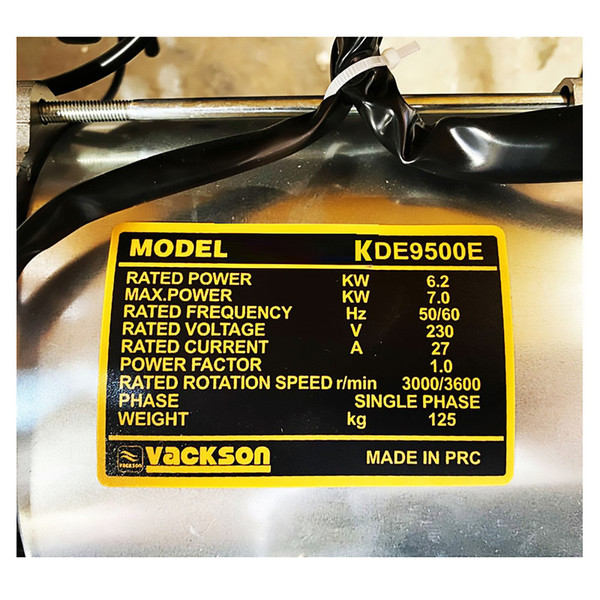 MODEL KDE9500E
RATED POWER KW 6.2
MAX.POWER KW 7.0
RATED FREQUENCY Hz 50/60
RATED VOLTAGE V 230
RATED CURRENT A 27
POWER FACTOR 1.0
RATED ROTATION SPEED r/min 3000/3600
PHASE SINGLE PHASE
WEIGHT kg 125
VACKSON vackson MADE IN PRC